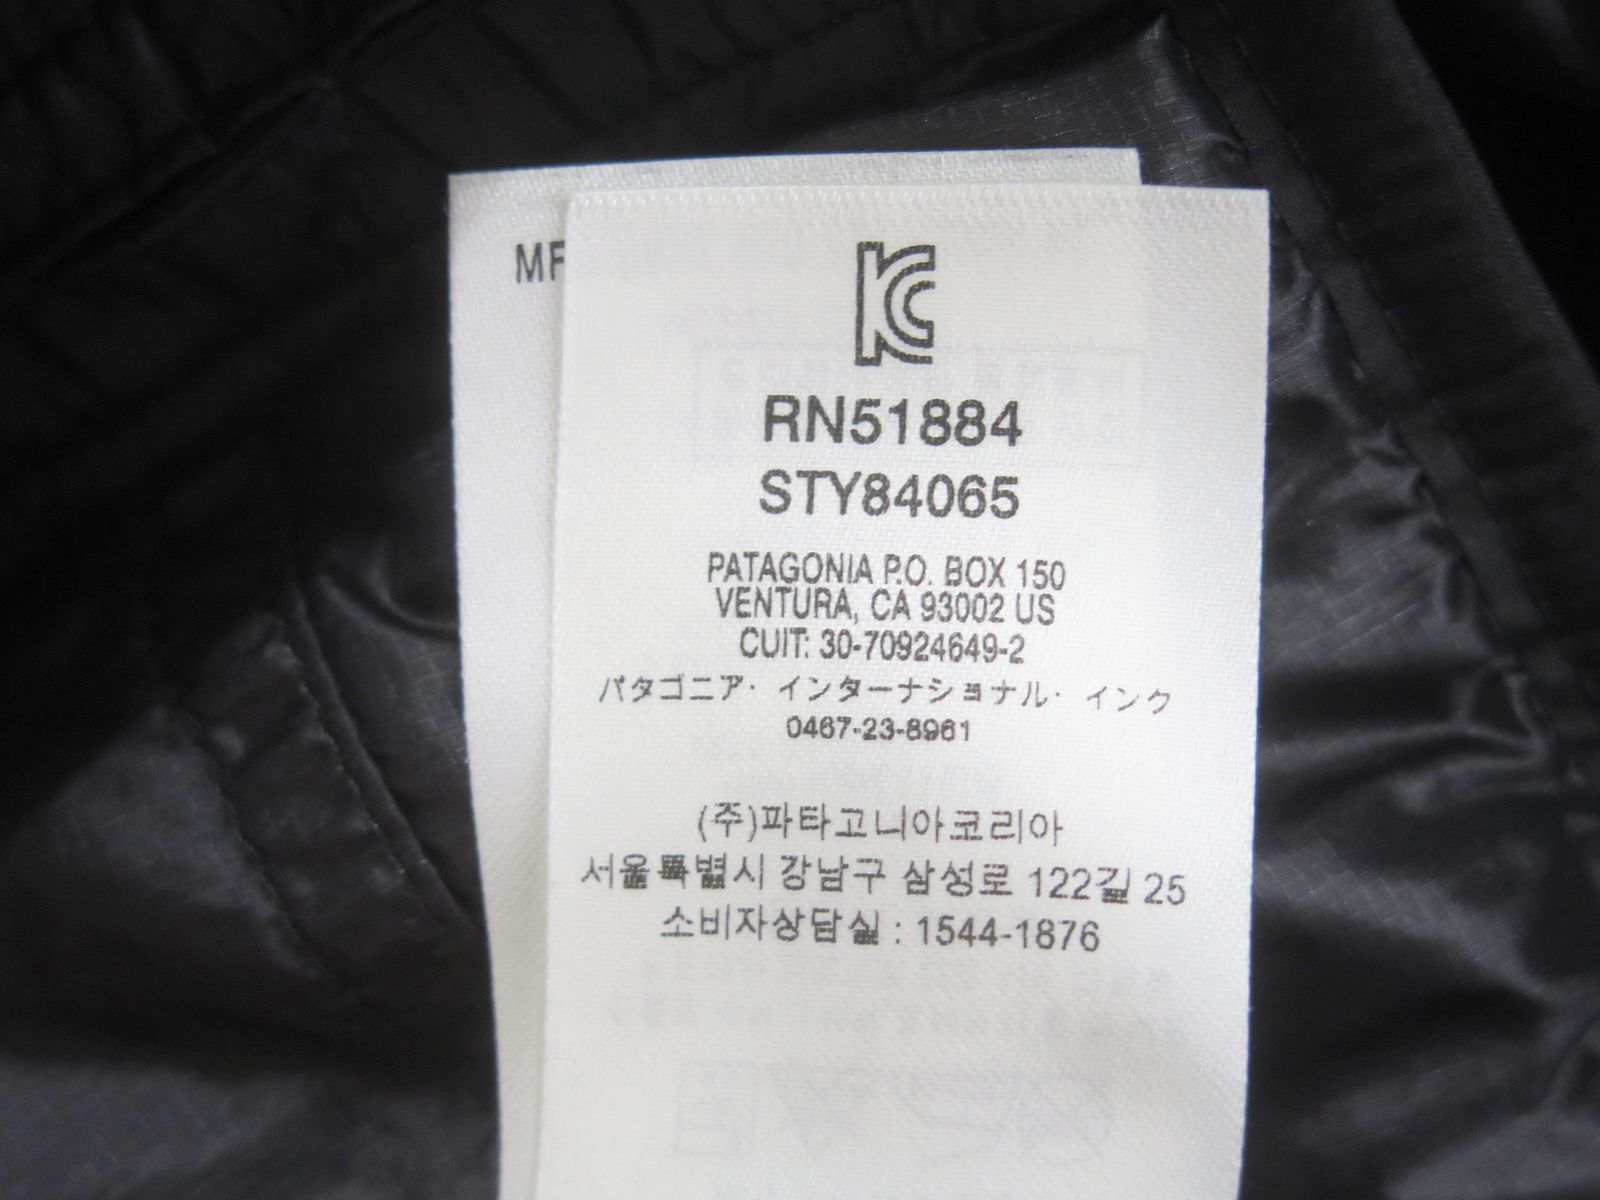 MF
KC
RN51884
STY84065
PATAGONIA P.O. BOX 150
VENTURA, CA 93002 US
CUIT: 30-70924649-2
パタゴニア・インターナショナル・インク
0467-23-8961
(주)파타고니아코리아
서울특별시 강남구 삼성로 122길 25
소비자상담실 : 1544-1876